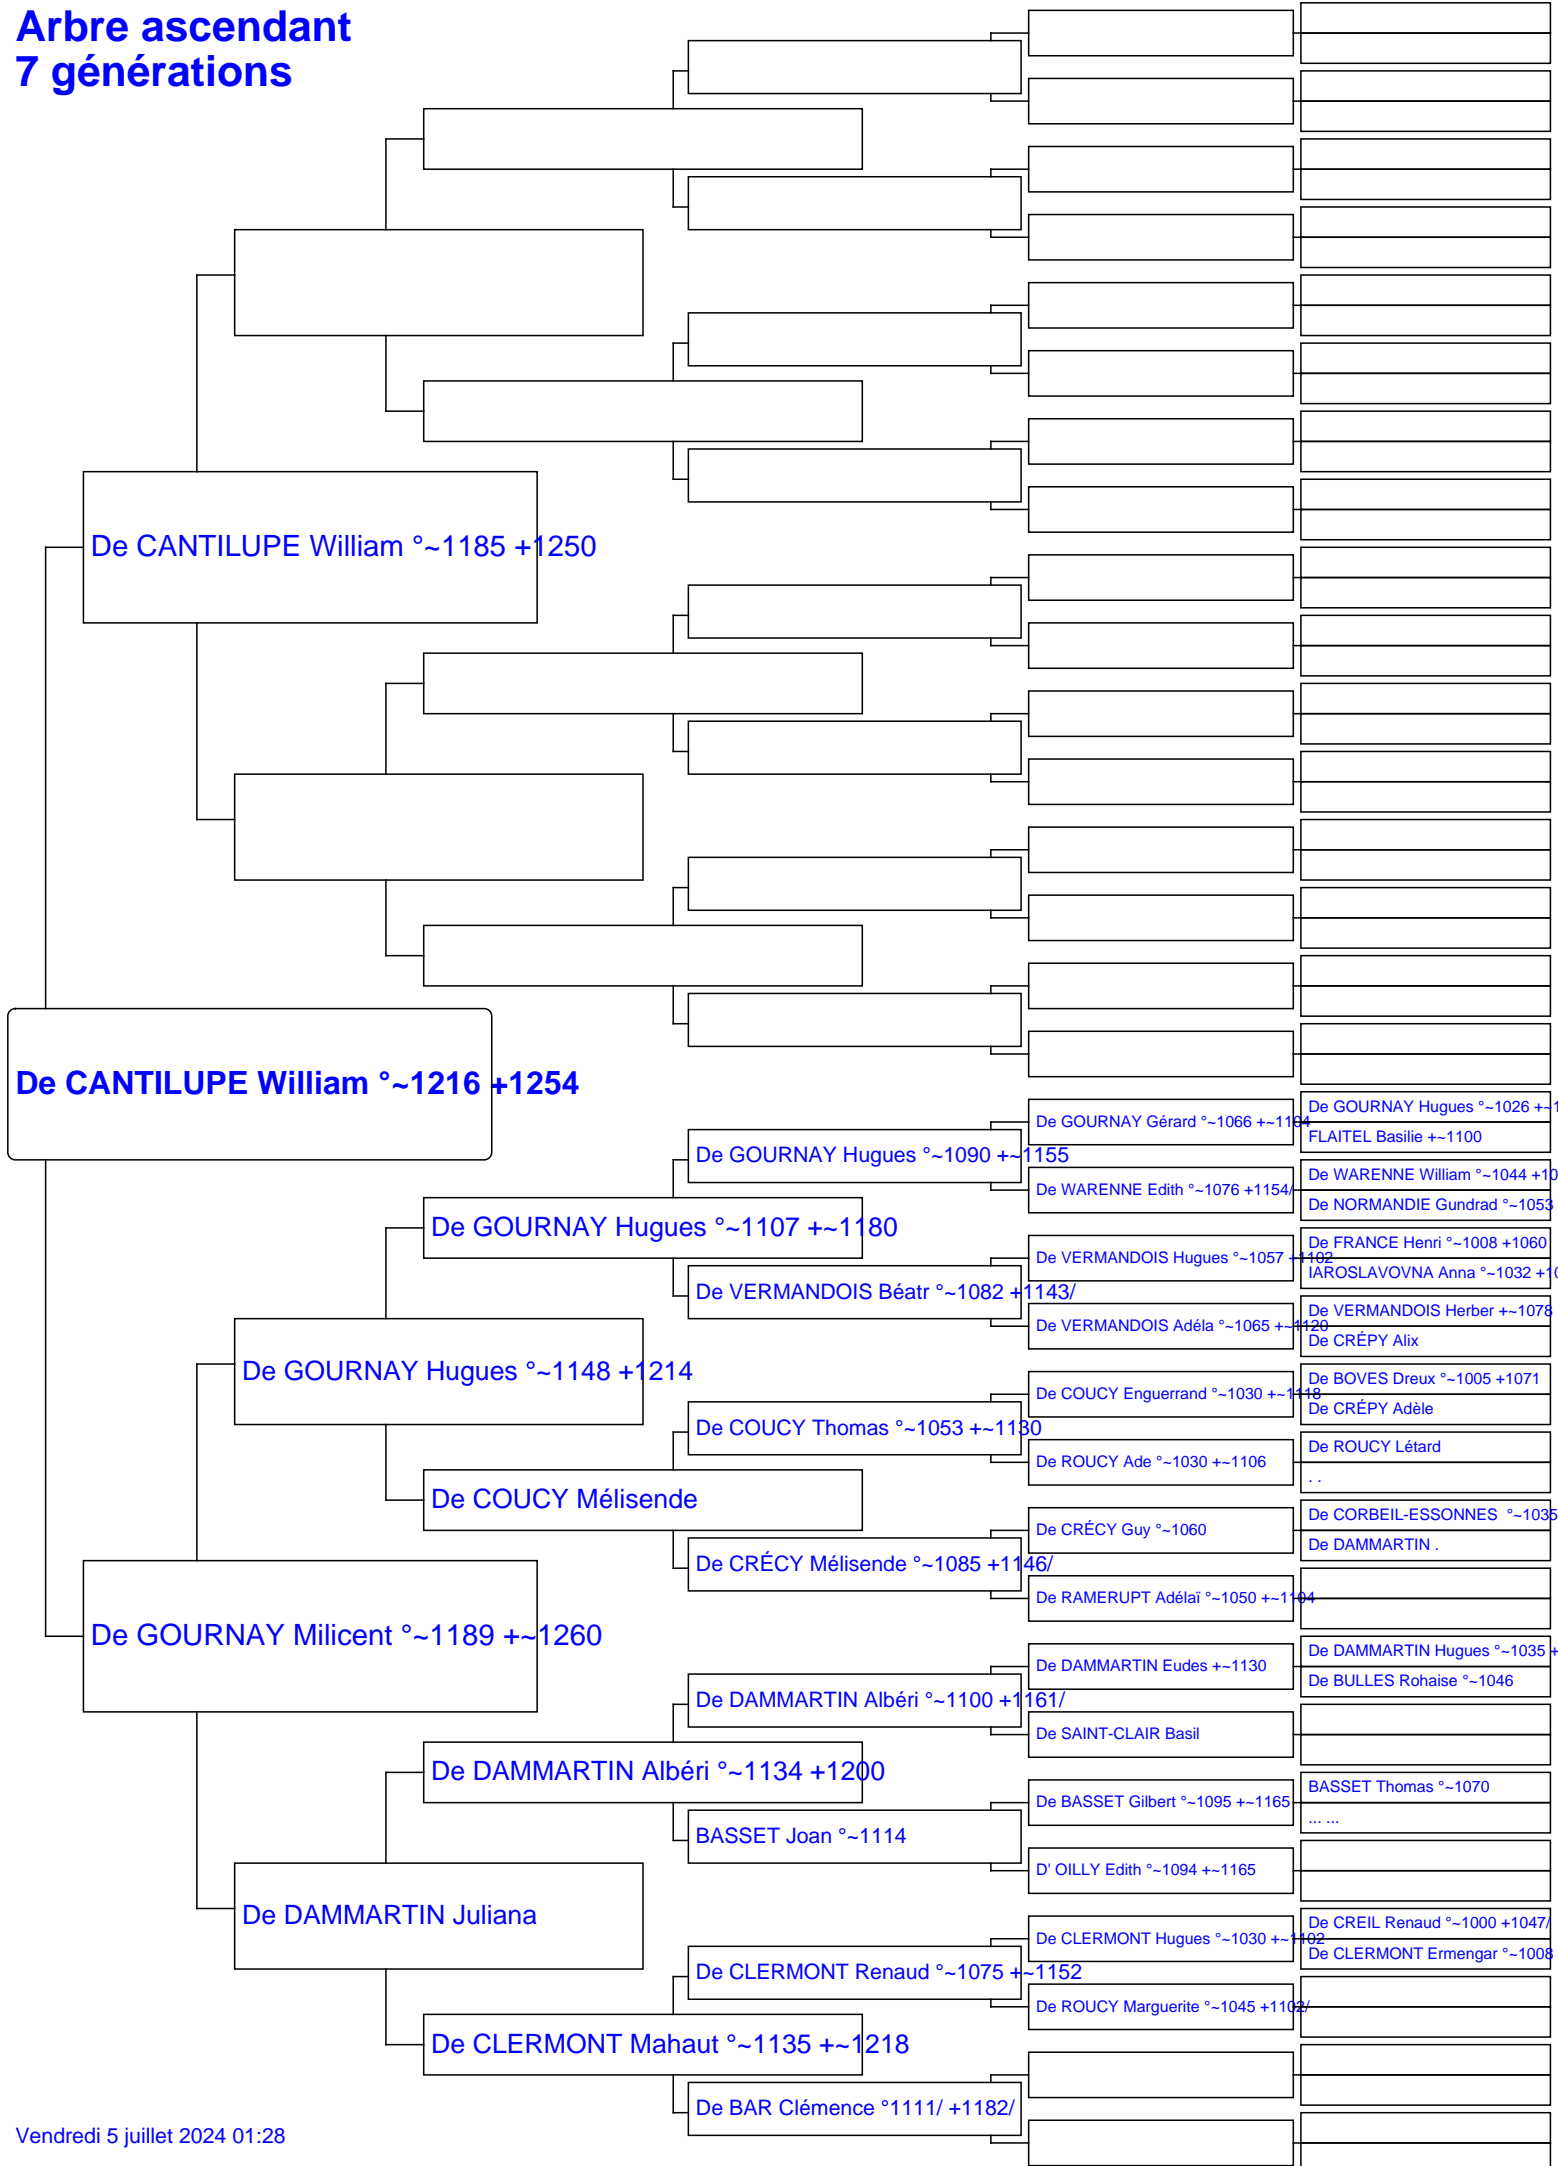 Arbre ascendant
7 générations
De CANTILUPE William °~1185 +1250
De CANTILUPE William °~1216 +1254
De GOURNAY Hugues °~1026 +~1
De GOURNAY Gérard °~1066 +~1104
FLAITEL Basilie +~1100
De GOURNAY Hugues °~1090 +~1155
De WARENNE William °~1044 +10
De WARENNE Edith °~1076 +1154/
De NORMANDIE Gundrad °~1053
De GOURNAY Hugues °~1107 +~1180
De FRANCE Henri °~1008 +1060
De VERMANDOIS Hugues °~1057 +1102
IAROSLAVOVNA Anna °~1032 +10
De VERMANDOIS Béatr °~1082 +1143/
De VERMANDOIS Herber +~1078
De VERMANDOIS Adéla °~1065 +~1120
De CRÉPY Alix
De GOURNAY Hugues °~1148 +1214
De BOVES Dreux °~1005 +1071
De COUCY Enguerrand °~1030 +~1118
De CRÉPY Adèle
De COUCY Thomas °~1053 +~1130
De ROUCY Létard
De ROUCY Ade °~1030 +~1106
. .
De COUCY Mélisende
De CORBEIL-ESSONNES °~1035
De CRÉCY Guy °~1060
De DAMMARTIN .
De CRÉCY Mélisende °~1085 +1146/
De RAMERUPT Adélaï °~1050 +~1104
De GOURNAY Milicent °~1189 +~1260
De DAMMARTIN Hugues °~1035 +
De DAMMARTIN Eudes +~1130
De BULLES Rohaise °~1046
De DAMMARTIN Albéri °~1100 +1161/
De SAINT-CLAIR Basil
De DAMMARTIN Albéri °~1134 +1200
BASSET Thomas °~1070
De BASSET Gilbert °~1095 +~1165
... ...
BASSET Joan °~1114
D' OILLY Edith °~1094 +~1165
De DAMMARTIN Juliana
De CREIL Renaud °~1000 +1047/
De CLERMONT Hugues °~1030 +~1102
De CLERMONT Ermengar °~1008
De CLERMONT Renaud °~1075 +~1152
De ROUCY Marguerite °~1045 +1102/
De CLERMONT Mahaut °~1135 +~1218
De BAR Clémence °1111/ +1182/
Vendredi 5 juillet 2024 01:28